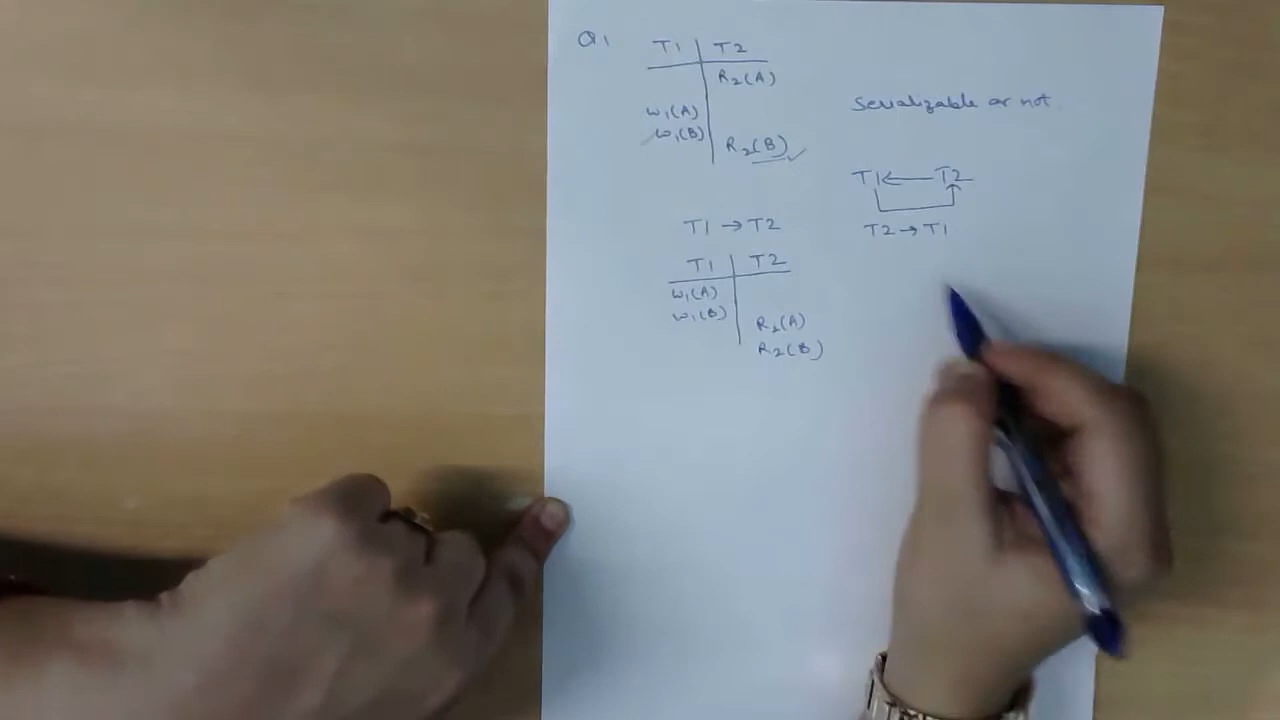 Q1
T1 T2
R2(A)
W1(A)
W1(B)
R2(B)
Serializable or not
T1 ← T2
T1 → T2
T2 → T1
T1 T2
W1(A)
W1(B)
R2(A)
R2(B)